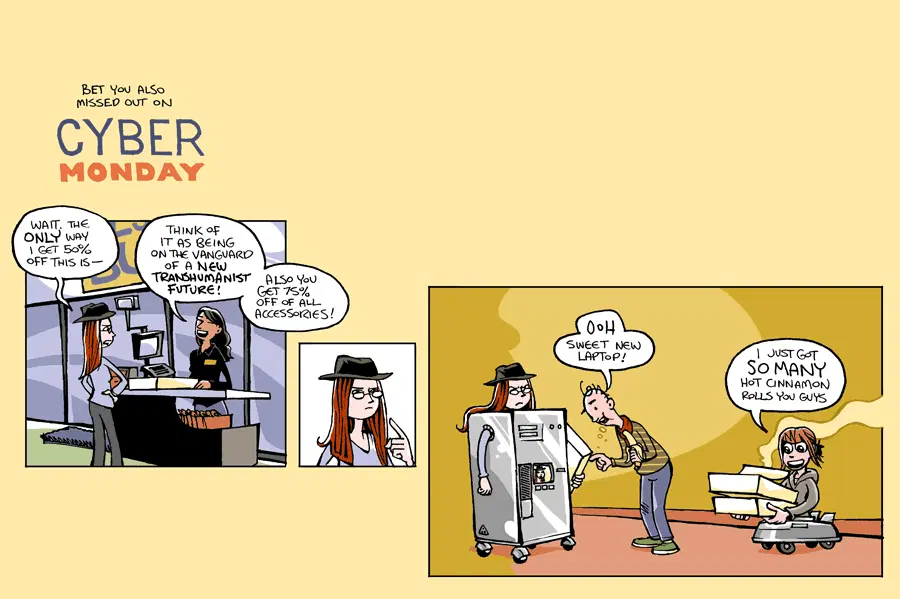 BET YOU ALSO
MISSED OUT ON
CYBER
MONDAY
WAIT. THE
ONLY WAY
I GET 50%
OFF THIS IS—
THINK OF
IT AS BEING
ON THE VANGUARD
OF A NEW
TRANSHUMANIST
FUTURE!
ALSO YOU
GET 75%
OFF OF ALL
ACCESSORIES!
OOH
SWEET NEW
LAPTOP!
I JUST GOT
SO MANY
HOT CINNAMON
ROLLS YOU GUYS